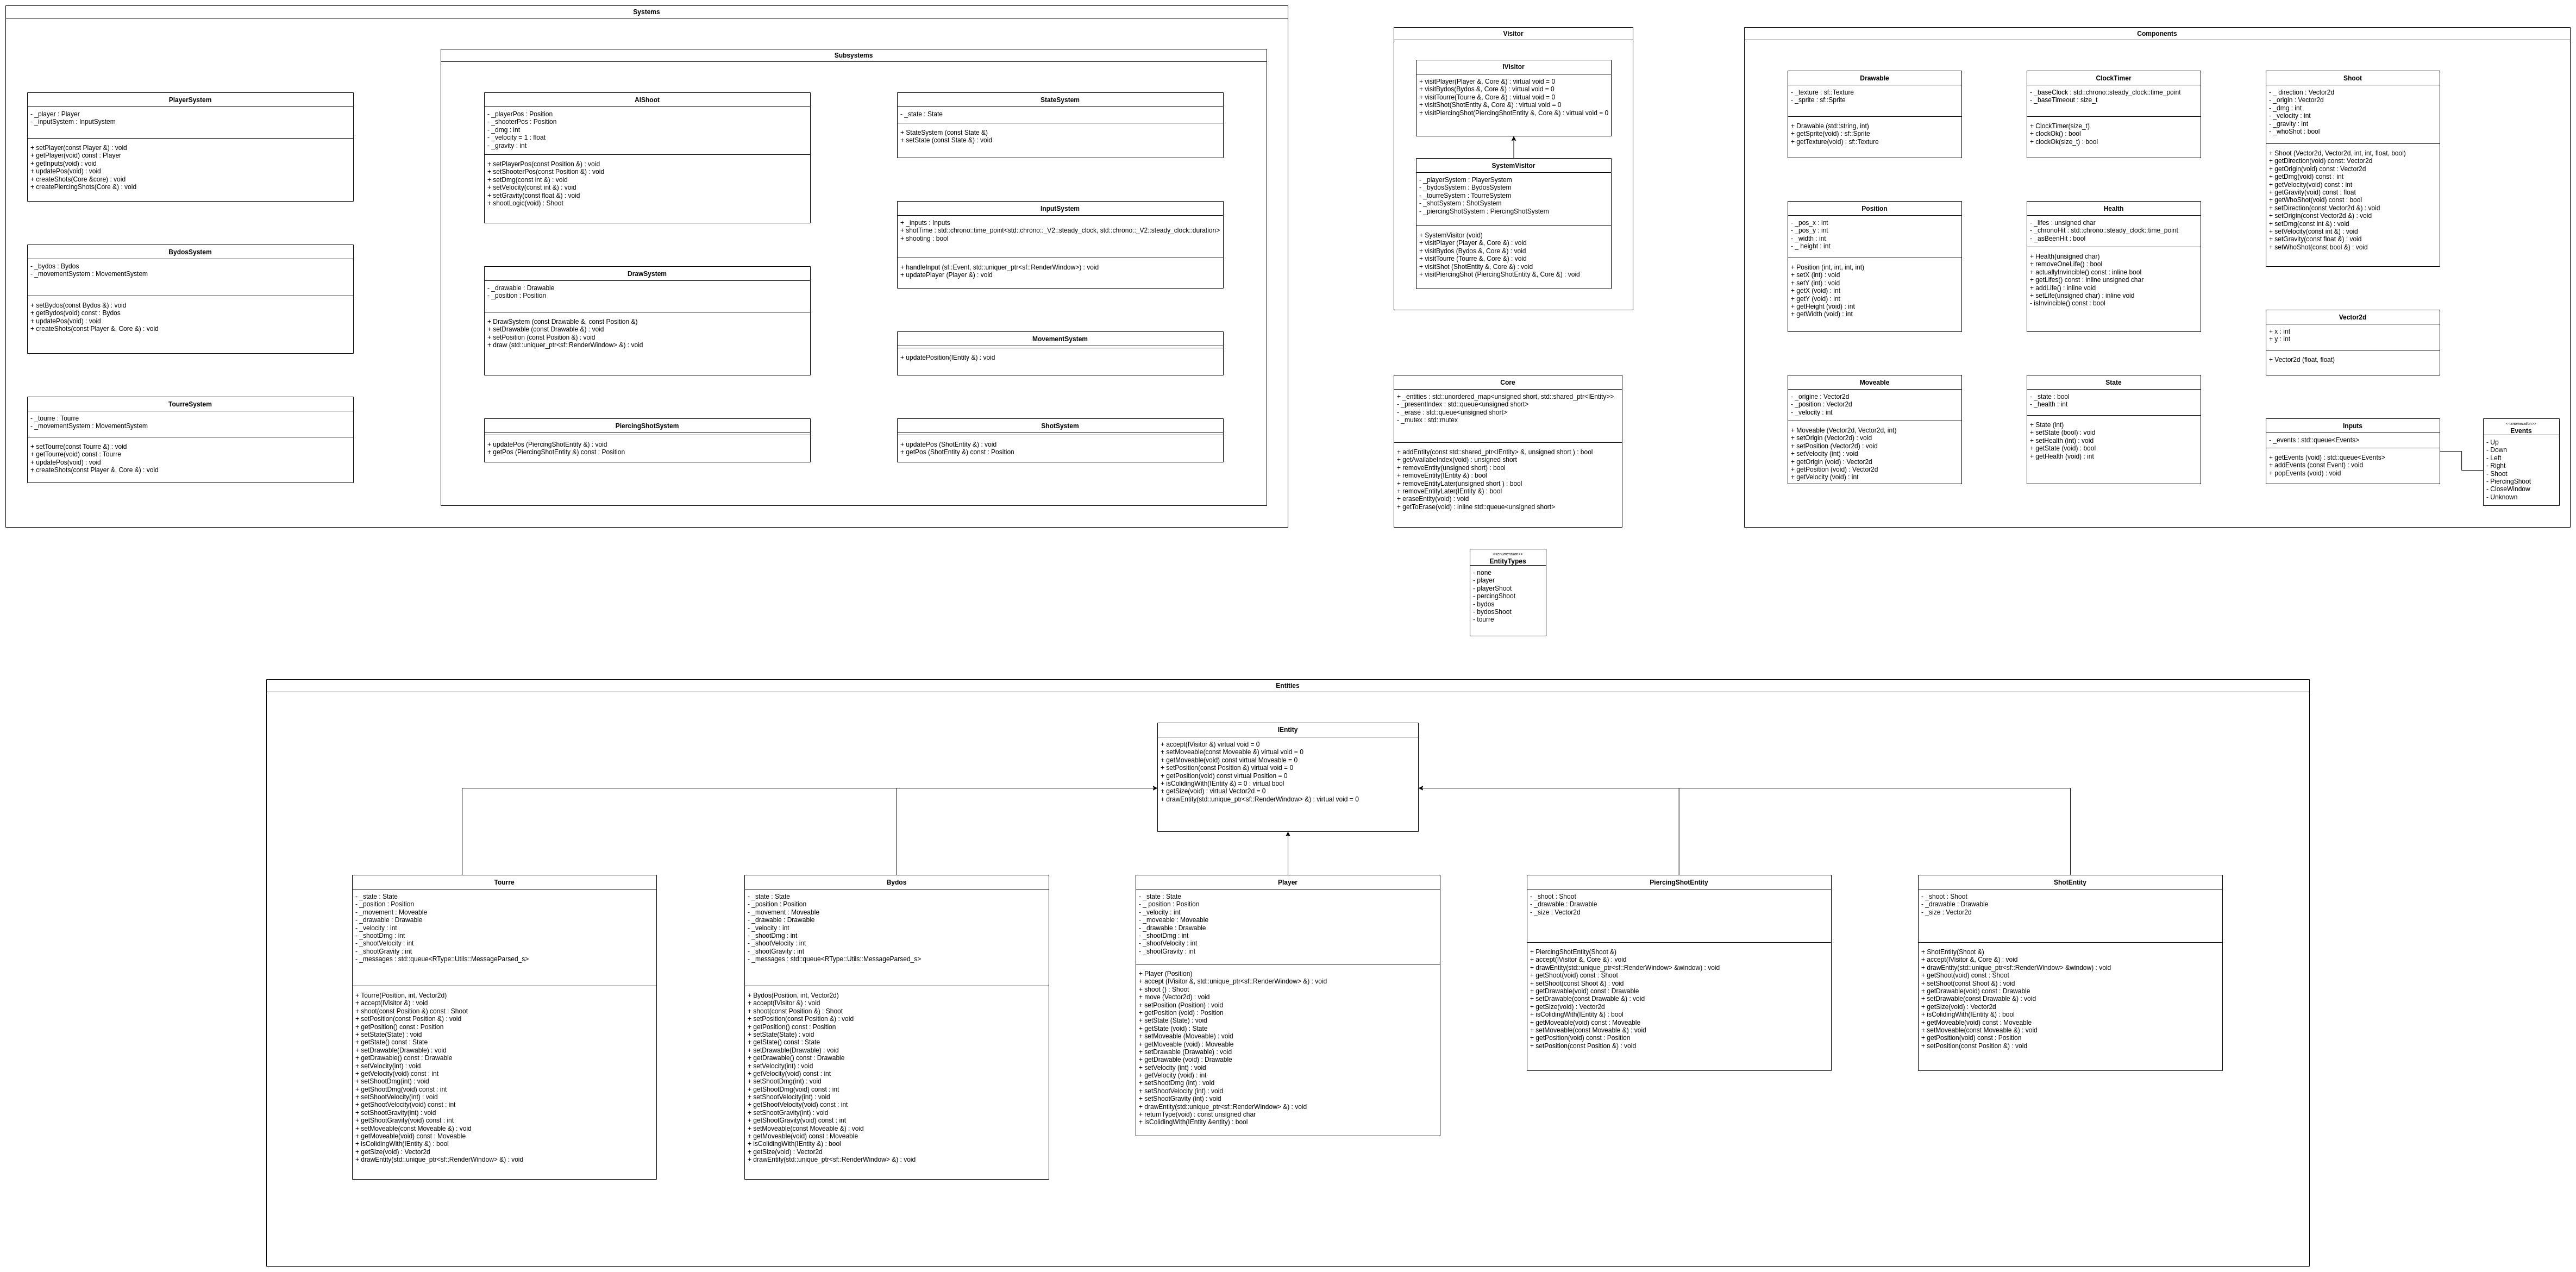 Systems
PlayerSystem
- _player : Player
- _inputSystem : InputSystem
+ setPlayer(const Player &) : void
+ getPlayer(void) const : Player
+ getInputs(void) : void
+ updatePos(void) : void
+ createShots(Core &core) : void
+ createPiercingShots(Core &) : void
BydosSystem
- _bydos : Bydos
- _movementSystem : MovementSystem
+ setBydos(const Bydos &) : void
+ getBydos(void) const : Bydos
+ updatePos(void) : void
+ createShots(const Player &, Core &) : void
TourreSystem
- _tourre : Tourre
- _movementSystem : MovementSystem
+ setTourre(const Tourre &) : void
+ getTourre(void) const : Tourre
+ updatePos(void) : void
+ createShots(const Player &, Core &) : void
Subsystems
AIShoot
- _playerPos : Position
- _shooterPos : Position
- _dmg : int
- _velocity = 1 : float
- _gravity : int
+ setPlayerPos(const Position &) : void
+ setShooterPos(const Position &) : void
+ setDmg(const int &) : void
+ setVelocity(const int &) : void
+ setGravity(const float &) : void
+ shootLogic(void) : Shoot
DrawSystem
- _drawable : Drawable
- _position : Position
+ DrawSystem (const Drawable &, const Position &)
+ setDrawable (const Drawable &) : void
+ setPosition (const Position &) : void
+ draw (std::uniquer_ptr<sf::RenderWindow> &) : void
PiercingShotSystem
+ updatePos (PiercingShotEntity &) : void
+ getPos (PiercingShotEntity &) const : Position
StateSystem
- _state : State
+ StateSystem (const State &)
+ setState (const State &) : void
InputSystem
+ _inputs : Inputs
+ shotTime : std::chrono::time_point<std::chrono::_V2::steady_clock, std::chrono::_V2::steady_clock::duration>
+ shooting : bool
+ handleInput (sf::Event, std::uniquer_ptr<sf::RenderWindow>) : void
+ updatePlayer (Player &) : void
MovementSystem
+ updatePosition(IEntity &) : void
ShotSystem
+ updatePos (ShotEntity &) : void
+ getPos (ShotEntity &) const : Position
Visitor
IVisitor
+ visitPlayer(Player &, Core &) : virtual void = 0
+ visitBydos(Bydos &, Core &) : virtual void = 0
+ visitTourre(Tourre &, Core &) : virtual void = 0
+ visitShot(ShotEntity &, Core &) : virtual void = 0
+ visitPiercingShot(PiercingShotEntity &, Core &) : virtual void = 0
SystemVisitor
- _playerSystem : PlayerSystem
- _bydosSystem : BydosSystem
- _tourreSystem : TourreSystem
- _shotSystem : ShotSystem
- _piercingShotSystem : PiercingShotSystem
+ SystemVisitor (void)
+ visitPlayer (Player &, Core &) : void
+ visitBydos (Bydos &, Core &) : void
+ visitTourre (Tourre &, Core &) : void
+ visitShot (ShotEntity &, Core &) : void
+ visitPiercingShot (PiercingShotEntity &, Core &) : void
Core
+ _entities : std::unordered_map<unsigned short, std::shared_ptr<IEntity>>
- _presentIndex : std::queue<unsigned short>
- _erase : std::queue<unsigned short>
- _mutex : std::mutex
+ addEntity(const std::shared_ptr<IEntity> &, unsigned short ) : bool
+ getAvailabeIndex(void) : unsigned short
+ removeEntity(unsigned short) : bool
+ removeEntity(IEntity &) : bool
+ removeEntityLater(unsigned short ) : bool
+ removeEntityLater(IEntity &) : bool
+ eraseEntity(void) : void
+ getToErase(void) : inline std::queue<unsigned short>
<<enumeration>>
EntityTypes
- none
- player
- playerShoot
- percingShoot
- bydos
- bydosShoot
- tourre
Components
Drawable
- _texture : sf::Texture
- _sprite : sf::Sprite
+ Drawable (std::string, int)
+ getSprite(void) : sf::Sprite
+ getTexture(void) : sf::Texture
ClockTimer
- _baseClock : std::chrono::steady_clock::time_point
- _baseTimeout : size_t
+ ClockTimer(size_t)
+ clockOk() : bool
+ clockOk(size_t) : bool
Shoot
- _ direction : Vector2d
- _origin : Vector2d
- _dmg : int
- _velocity : int
- _gravity : int
- _whoShot : bool
+ Shoot (Vector2d, Vector2d, int, int, float, bool)
+ getDirection(void) const: Vector2d
+ getOrigin(void) const : Vector2d
+ getDmg(void) const : int
+ getVelocity(void) const : int
+ getGravity(void) const : float
+ getWhoShot(void) const : bool
+ setDirection(const Vector2d &) : void
+ setOrigin(const Vector2d &) : void
+ setDmg(const int &) : void
+ setVelocity(const int &) : void
+ setGravity(const float &) : void
+ setWhoShot(const bool &) : void
Position
- _pos_x : int
- _pos_y : int
- _width : int
- _ height : int
+ Position (int, int, int, int)
+ setX (int) : void
+ setY (int) : void
+ getX (void) : int
+ getY (void) : int
+ getHeight (void) : int
+ getWidth (void) : int
Health
- _lifes : unsigned char
- _chronoHit : std::chrono::steady_clock::time_point
- _asBeenHit : bool
+ Health(unsigned char)
+ removeOneLife() : bool
+ actuallyInvincible() const : inline bool
+ getLifes() const : inline unsigned char
+ addLife() : inline void
+ setLife(unsigned char) : inline void
- isInvincible() const : bool
Vector2d
+ x : int
+ y : int
+ Vector2d (float, float)
Moveable
- _origine : Vector2d
- _position : Vector2d
- _velocity : int
+ Moveable (Vector2d, Vector2d, int)
+ setOrigin (Vector2d) : void
+ setPosition (Vector2d) : void
+ setVelocity (int) : void
+ getOrigin (void) : Vector2d
+ getPosition (void) : Vector2d
+ getVelocity (void) : int
State
- _state : bool
- _health : int
+ State (int)
+ setState (bool) : void
+ setHealth (int) : void
+ getState (void) : bool
+ getHealth (void) : int
Inputs
- _events : std::queue<Events>
+ getEvents (void) : std::queue<Events>
+ addEvents (const Event) : void
+ popEvents (void) : void
<<enumeration>>
Events
- Up
- Down
- Left
- Right
- Shoot
- PiercingShoot
- CloseWindow
- Unknown
Entities
IEntity
+ accept(IVisitor &) virtual void = 0
+ setMoveable(const Moveable &) virtual void = 0
+ getMoveable(void) const virtual Moveable = 0
+ setPosition(const Position &) virtual void = 0
+ getPosition(void) const virtual Position = 0
+ isColidingWith(IEntity &) = 0 : virtual bool
+ getSize(void) : virtual Vector2d = 0
+ drawEntity(std::unique_ptr<sf::RenderWindow> &) : virtual void = 0
Tourre
- _state : State
- _position : Position
- _movement : Moveable
- _drawable : Drawable
- _velocity : int
- _shootDmg : int
- _shootVelocity : int
- _shootGravity : int
- _messages : std::queue<RType::Utils::MessageParsed_s>
+ Tourre(Position, int, Vector2d)
+ accept(IVisitor &) : void
+ shoot(const Position &) const : Shoot
+ setPosition(const Position &) : void
+ getPosition() const : Position
+ setState(State) : void
+ getState() const : State
+ setDrawable(Drawable) : void
+ getDrawable() const : Drawable
+ setVelocity(int) : void
+ getVelocity(void) const : int
+ setShootDmg(int) : void
+ getShootDmg(void) const : int
+ setShootVelocity(int) : void
+ getShootVelocity(void) const : int
+ setShootGravity(int) : void
+ getShootGravity(void) const : int
+ setMoveable(const Moveable &) : void
+ getMoveable(void) const : Moveable
+ isColidingWith(IEntity &) : bool
+ getSize(void) : Vector2d
+ drawEntity(std::unique_ptr<sf::RenderWindow> &) : void
Bydos
- _state : State
- _position : Position
- _movement : Moveable
- _drawable : Drawable
- _velocity : int
- _shootDmg : int
- _shootVelocity : int
- _shootGravity : int
- _messages : std::queue<RType::Utils::MessageParsed_s>
+ Bydos(Position, int, Vector2d)
+ accept(IVisitor &) : void
+ shoot(const Position &) : Shoot
+ setPosition(const Position &) : void
+ getPosition() const : Position
+ setState(State) : void
+ getState() const : State
+ setDrawable(Drawable) : void
+ getDrawable() const : Drawable
+ setVelocity(int) : void
+ getVelocity(void) const : int
+ setShootDmg(int) : void
+ getShootDmg(void) const : int
+ setShootVelocity(int) : void
+ getShootVelocity(void) const : int
+ setShootGravity(int) : void
+ getShootGravity(void) const : int
+ setMoveable(const Moveable &) : void
+ getMoveable(void) const : Moveable
+ isColidingWith(IEntity &) : bool
+ getSize(void) : Vector2d
+ drawEntity(std::unique_ptr<sf::RenderWindow> &) : void
Player
- _state : State
- _ position : Position
- _velocity : int
- _moveable : Moveable
- _drawable : Drawable
- _shootDmg : int
- _shootVelocity : int
- _shootGravity : int
+ Player (Position)
+ accept (IVisitor &, std::unique_ptr<sf::RenderWindow> &) : void
+ shoot () : Shoot
+ move (Vector2d) : void
+ setPosition (Position) : void
+ getPosition (void) : Position
+ setState (State) : void
+ getState (void) : State
+ setMoveable (Moveable) : void
+ getMoveable (void) : Moveable
+ setDrawable (Drawable) : void
+ getDrawable (void) : Drawable
+ setVelocity (int) : void
+ getVelocity (void) : int
+ setShootDmg (int) : void
+ setShootVelocity (int) : void
+ setShootGravity (int) : void
+ drawEntity(std::unique_ptr<sf::RenderWindow> &) : void
+ returnType(void) : const unsigned char
+ isColidingWith(IEntity &entity) : bool
PiercingShotEntity
- _shoot : Shoot
- _drawable : Drawable
- _size : Vector2d
+ PiercingShotEntity(Shoot &)
+ accept(IVisitor &, Core &) : void
+ drawEntity(std::unique_ptr<sf::RenderWindow> &window) : void
+ getShoot(void) const : Shoot
+ setShoot(const Shoot &) : void
+ getDrawable(void) const : Drawable
+ setDrawable(const Drawable &) : void
+ getSize(void) : Vector2d
+ isColidingWith(IEntity &) : bool
+ getMoveable(void) const : Moveable
+ setMoveable(const Moveable &) : void
+ getPosition(void) const : Position
+ setPosition(const Position &) : void
ShotEntity
- _shoot : Shoot
- _drawable : Drawable
- _size : Vector2d
+ ShotEntity(Shoot &)
+ accept(IVisitor &, Core &) : void
+ drawEntity(std::unique_ptr<sf::RenderWindow> &window) : void
+ getShoot(void) const : Shoot
+ setShoot(const Shoot &) : void
+ getDrawable(void) const : Drawable
+ setDrawable(const Drawable &) : void
+ getSize(void) : Vector2d
+ isColidingWith(IEntity &) : bool
+ getMoveable(void) const : Moveable
+ setMoveable(const Moveable &) : void
+ getPosition(void) const : Position
+ setPosition(const Position &) : void